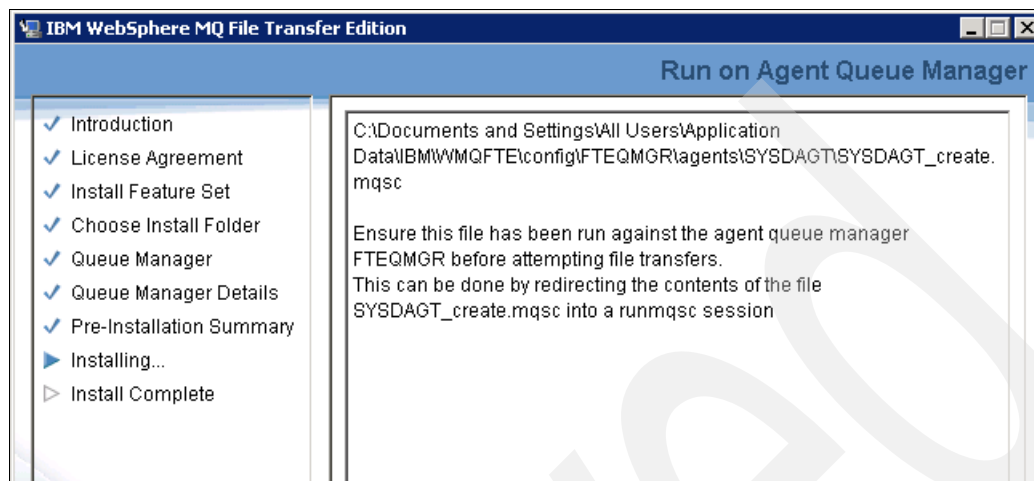 IBM WebSphere MQ File Transfer Edition
Run on Agent Queue Manager
Introduction
License Agreement
Install Feature Set
Choose Install Folder
Queue Manager
Queue Manager Details
Pre-Installation Summary
Installing...
Install Complete
C:\Documents and Settings\All Users\Application
Data\IBM\WMQFTE\config\FTEQMGR\agents\SYSDAGT\SYSDAGT_create.
mqsc
Ensure this file has been run against the agent queue manager
FTEQMGR before attempting file transfers.
This can be done by redirecting the contents of the file
SYSDAGT_create.mqsc into a runmqsc session